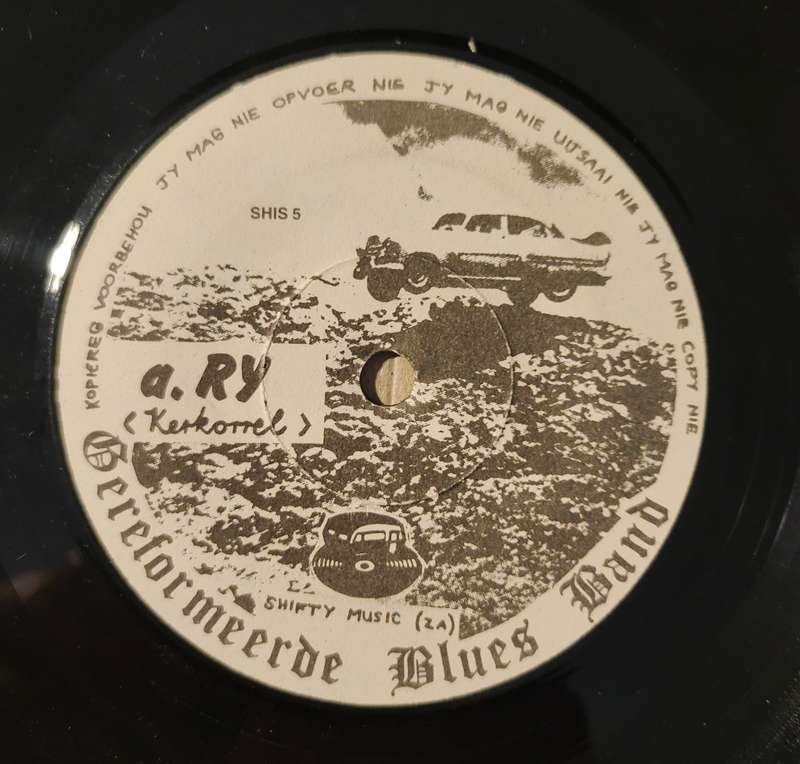 KOPIEREG VOORBEHOU JY MAG NIE OPVOER NIE JY MAG NIE UITSAAI NIE JY MAG NIE COPY NIE
SHIS 5
a. RY
(Kerkorrel)
SHIFTY MUSIC (ZA)
Gereformeerde Blues Band